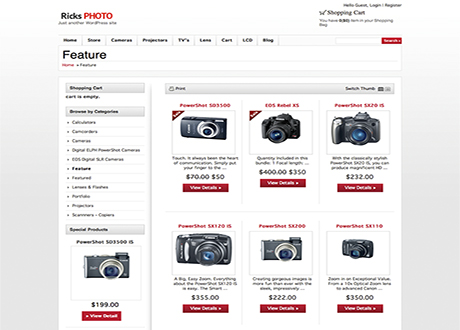 Hello Guest, Login | Register
Ricks PHOTO
Just another WordPress site
Shopping Cart
You have 0($0) item in your Shopping
Bag
Home Store Cameras Projectors TV's Lens Cart LCD Blog
Search
Feature
Home » Feature
Shopping Cart
cart is empty.
Browse by Categories
Calculators
Camcorders
Cameras
Digital ELPH PowerShot Cameras
EOS Digital SLR Cameras
Feature
Featured
Lenses & Flashes
Portfolio
Projectors
Scanners - Copiers
Special Products
PowerShot SD3500 IS
$199.00
» View Detail
Print
Switch Thumb
PowerShot SD3500
Touch. It always been the heart
of communication. Simply put
your finger to the ...
$70.00 $50
View Details »
EOS Rebel XS
Quantity Included in this
bundle: 1 Focal length ...
$400.00 $350
View Details »
PowerShot SX20 IS
With the classically stylish
PowerShot SX20 IS, you can
produce magnificent HD ...
$232.00
View Details »
PowerShot SX120 IS
A Big, Easy Zoom. Everything
about the PowerShot SX120 IS
is easy. The Smart ...
$355.00
View Details »
PowerShot SX200
Creating gorgeous images is
more fun than ever with the
sleek, impressively ...
$222.00
View Details »
PowerShot SX110
Zoom in an Exceptional Value.
From a 10x Optical Zoom lens
to advanced Canon ...
$350.00
View Details »